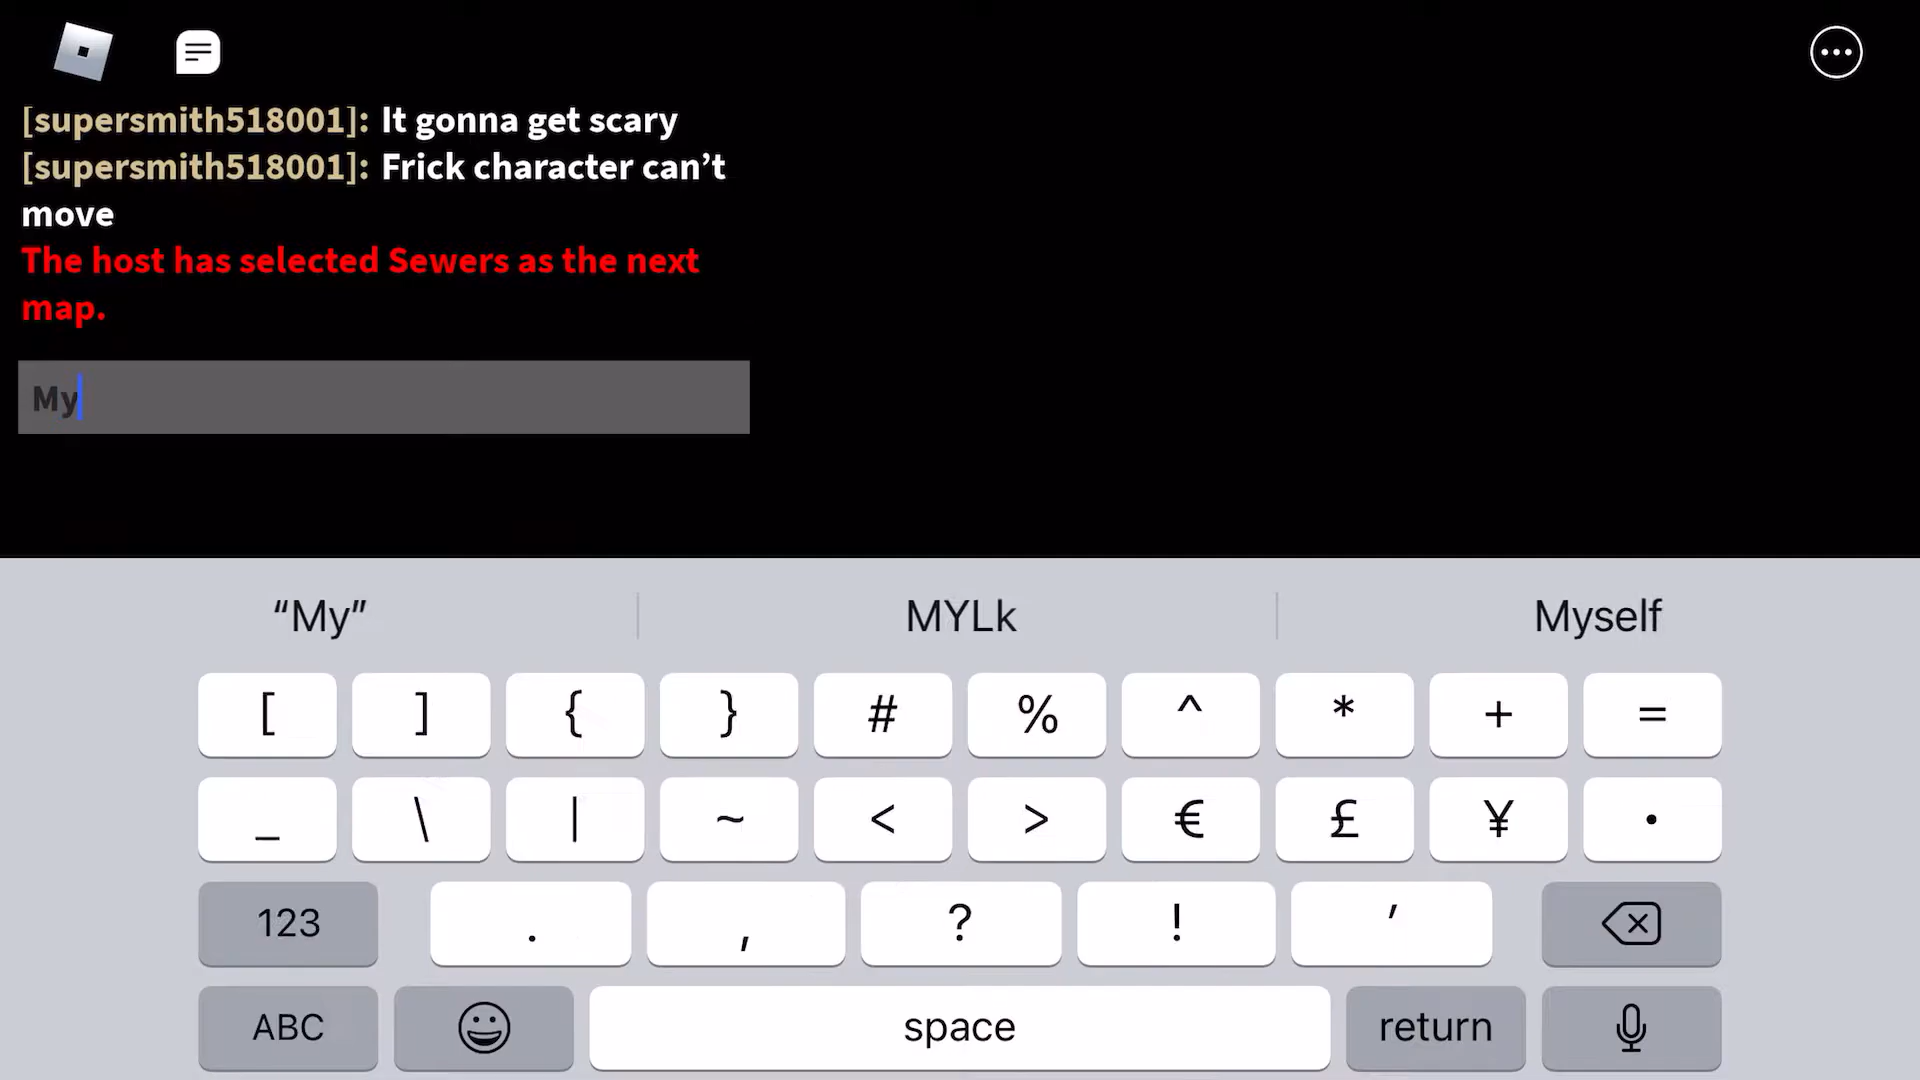 [supersmith518001]: It gonna get scary
[supersmith518001]: Frick character can’t
move
The host has selected Sewers as the next
map.
My
“My” MYLk Myself
[ ] { } # % ^ * + =
_ \ | ~ < > € £ ¥ •
123 . , ? ! ′
ABC space return